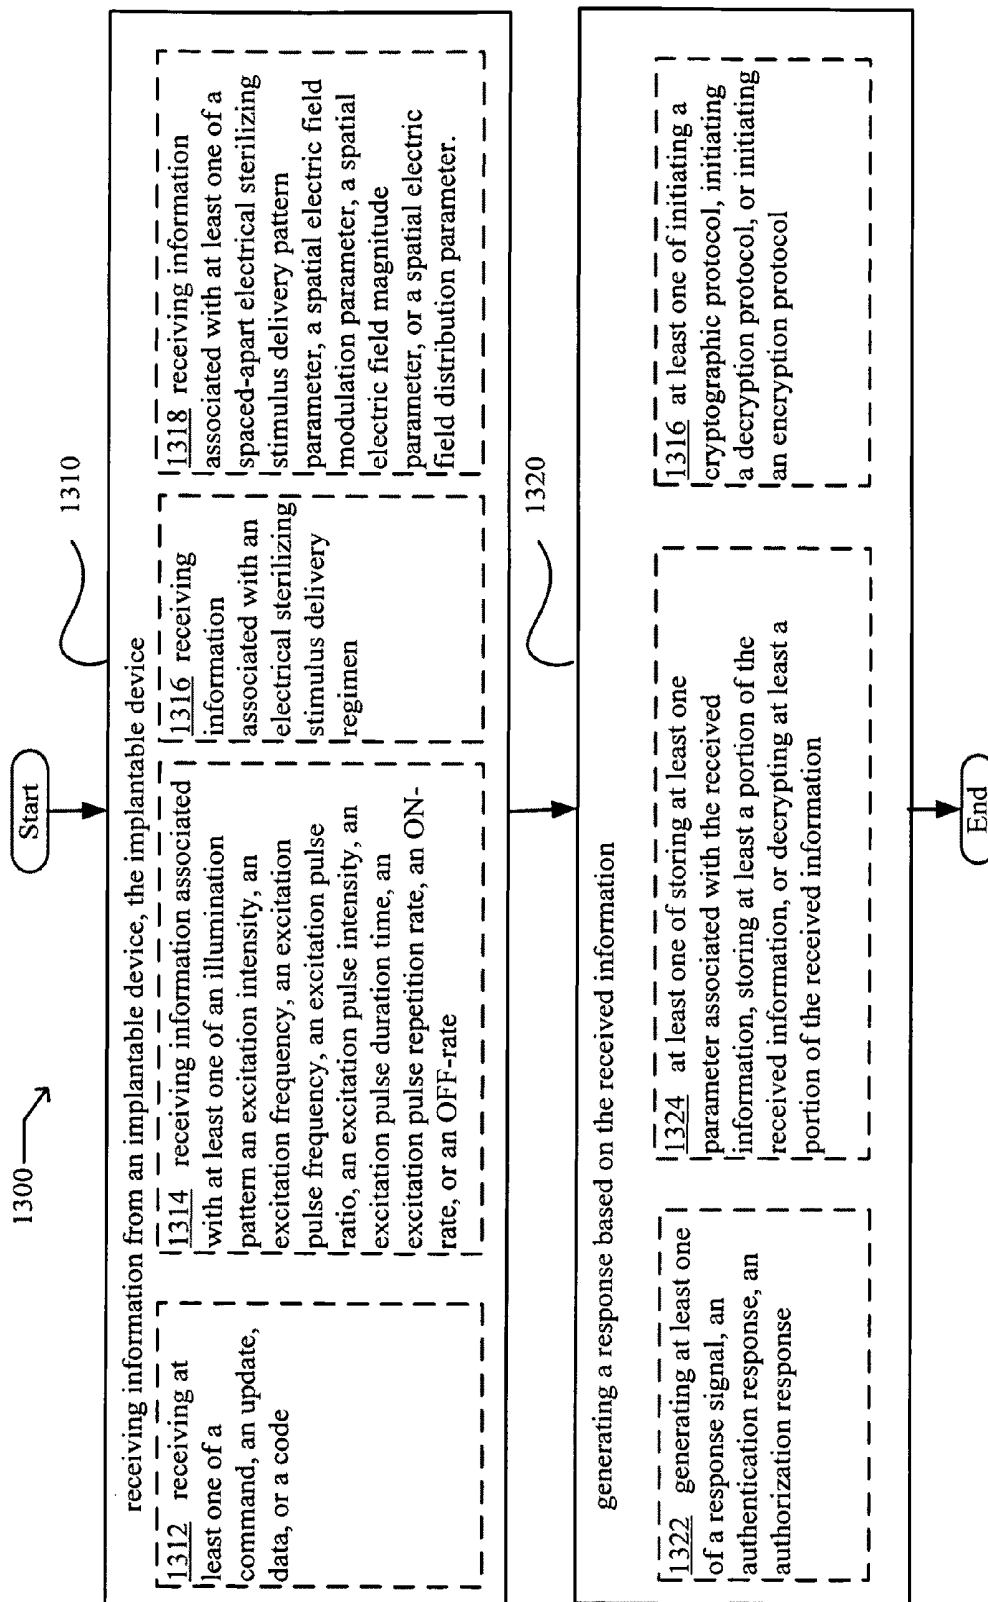 1300
Start
1310
receiving information from an implantable device, the implantable device
1312 receiving at
least one of a
command, an update,
data, or a code
1314 receiving information associated
with at least one of an illumination
pattern an excitation intensity, an
excitation frequency, an excitation
pulse frequency, an excitation pulse
ratio, an excitation pulse intensity, an
excitation pulse duration time, an
excitation pulse repetition rate, an ON-
rate, or an OFF-rate
1316 receiving
information
associated with an
electrical sterilizing
stimulus delivery
regimen
1318 receiving information
associated with at least one of a
spaced-apart electrical sterilizing
stimulus delivery pattern
parameter, a spatial electric field
modulation parameter, a spatial
electric field magnitude
parameter, or a spatial electric
field distribution parameter.
1320
generating a response based on the received information
1322 generating at least one
of a response signal, an
authentication response, an
authorization response
1324 at least one of storing at least one
parameter associated with the received
information, storing at least a portion of the
received information, or decrypting at least a
portion of the received information
1316 at least one of initiating a
cryptographic protocol, initiating
a decryption protocol, or initiating
an encryption protocol
End